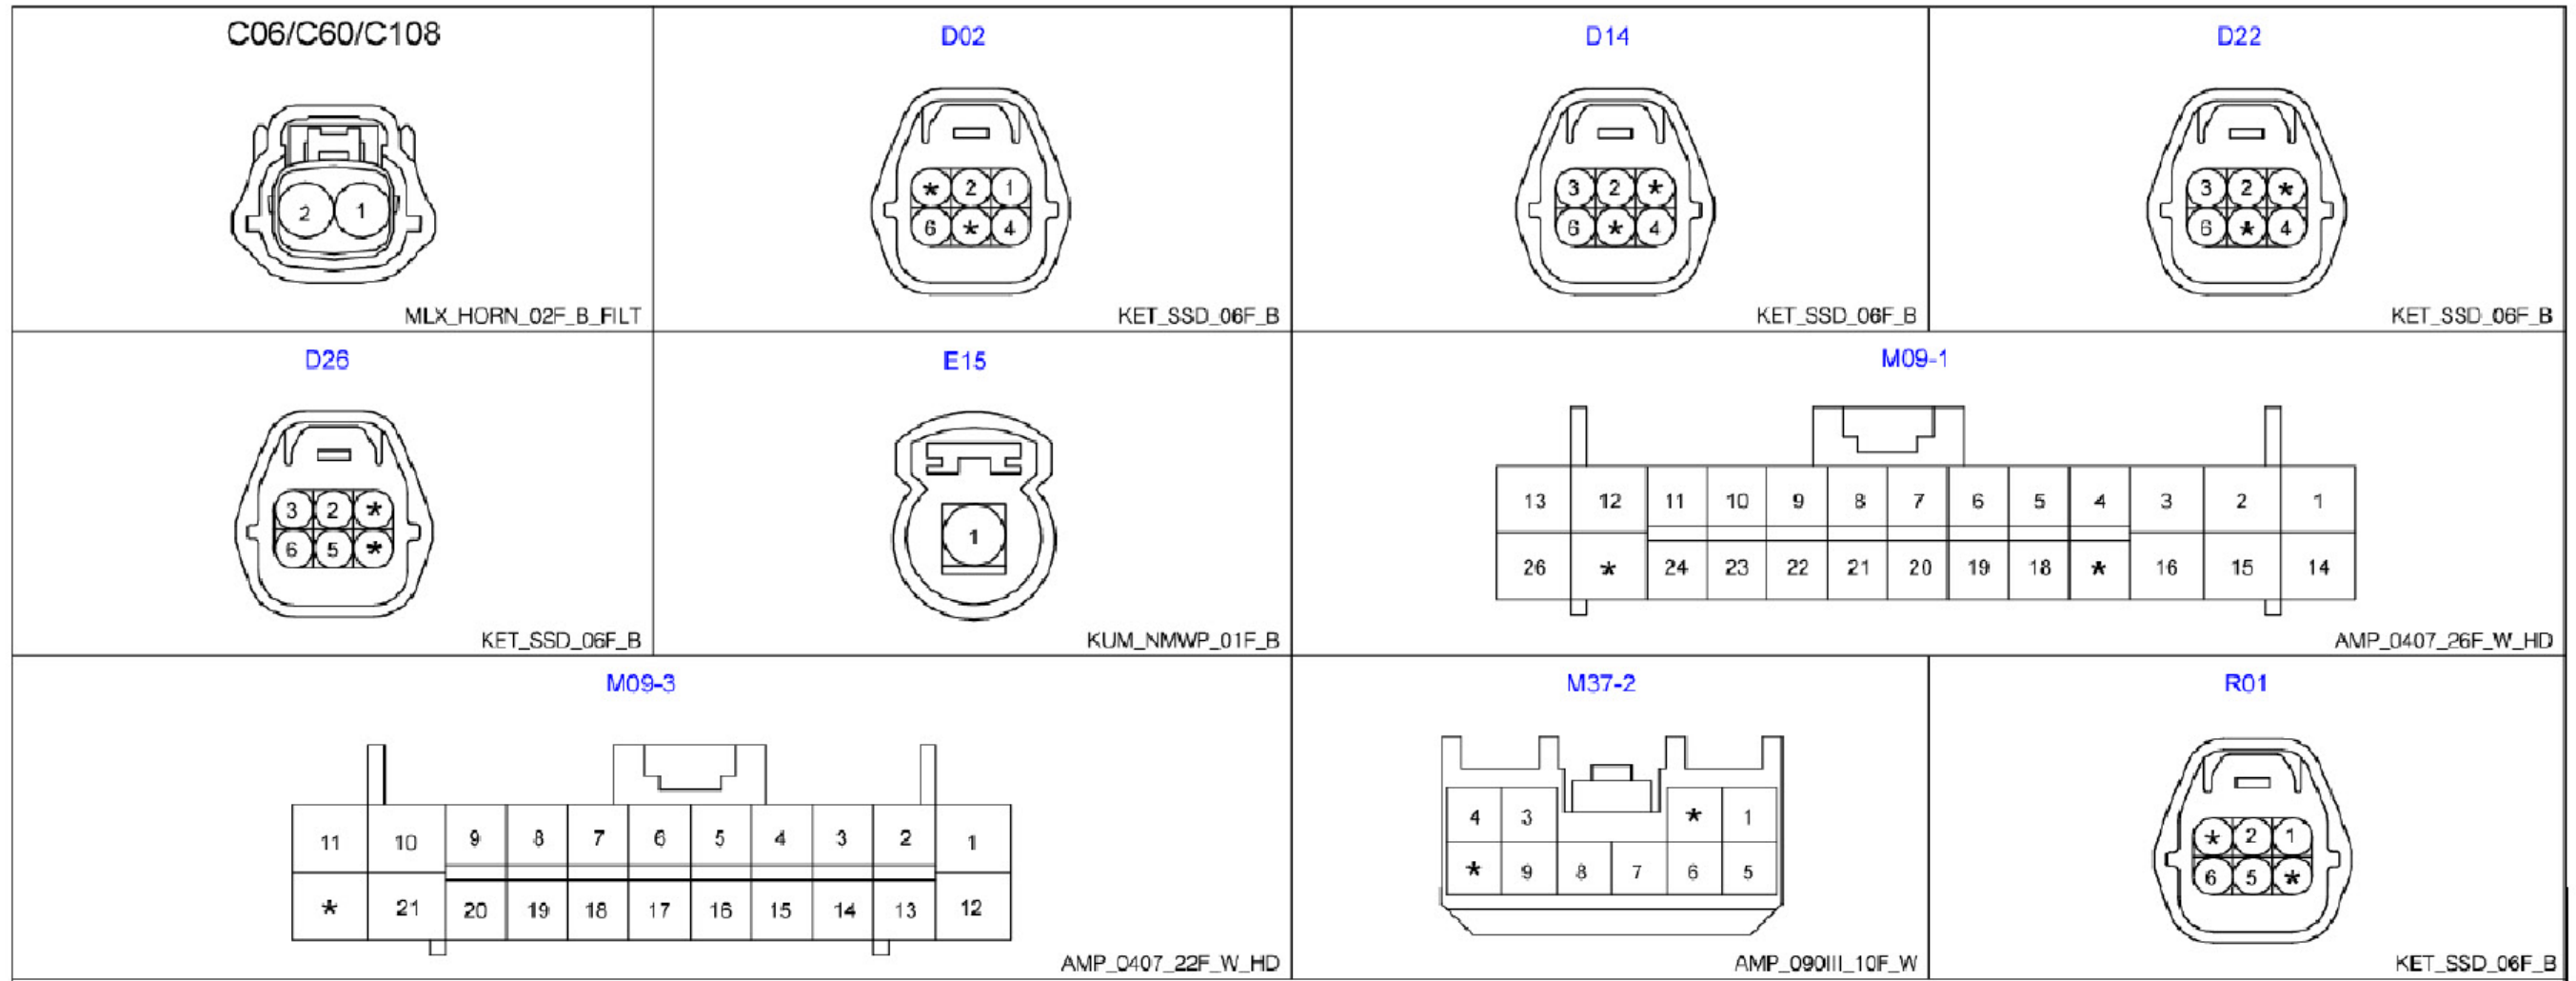 C06/C60/C108
2 1
MLX_HORN_02F_B_FILT
D02
* 2 1
6 * 4
KET_SSD_06F_B
D14
3 2 *
6 * 4
KET_SSD_06F_B
D22
3 2 *
6 * 4
KET_SSD_06F_B
D26
3 2 *
6 5 *
KET_SSD_06F_B
E15
1
KUM_NMWP_01F_B
M09-1
13 12 11 10 9 8 7 6 5 4 3 2 1
26 * 24 23 22 21 20 19 18 * 16 15 14
AMP_0407_26F_W_HD
M09-3
11 10 9 8 7 6 5 4 3 2 1
* 21 20 19 18 17 16 15 14 13 12
AMP_0407_22F_W_HD
M37-2
4 3 * 1
* 9 8 7 6 5
AMP_090III_10F_W
R01
* 2 1
6 5 *
KET_SSD_06F_B